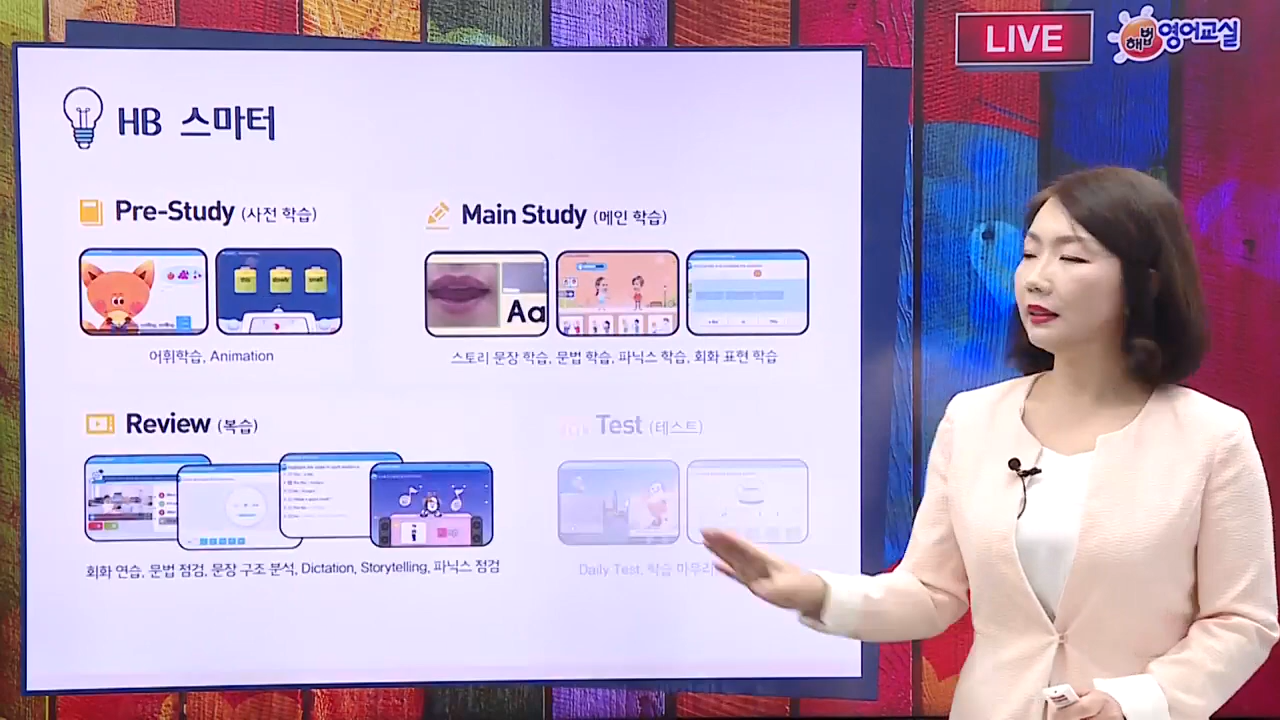 LIVE
해법영어교실
HB 스마터
Pre-Study (사전 학습)
Main Study (메인 학습)
Aa
어휘학습, Animation
스토리 문장 학습, 문법 학습, 파닉스 학습, 회화 표현 학습
Review (복습)
Test (테스트)
회화 연습, 문법 점검, 문장 구조 분석, Dictation, Storytelling, 파닉스 점검
Daily Test, 학습 마무리